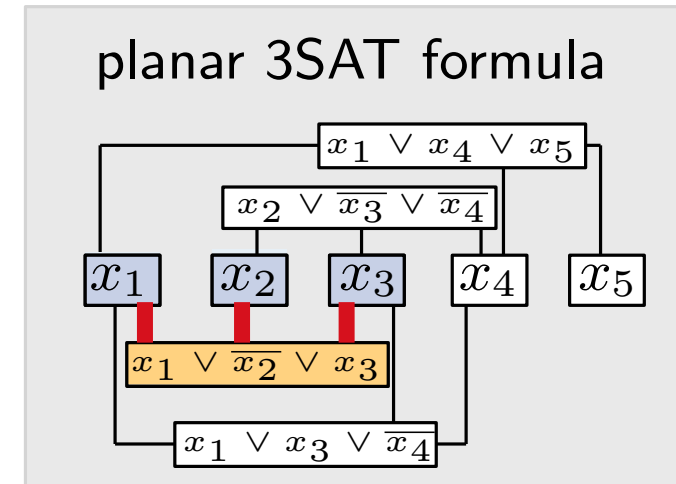 planar 3SAT formula
x₁ ∨ x₄ ∨ x₅
x₂ ∨ x̅₃ ∨ x̅₄
x₁ x₂ x₃ x₄ x₅
x₁ ∨ x̅₂ ∨ x₃
x₁ ∨ x₃ ∨ x̅₄